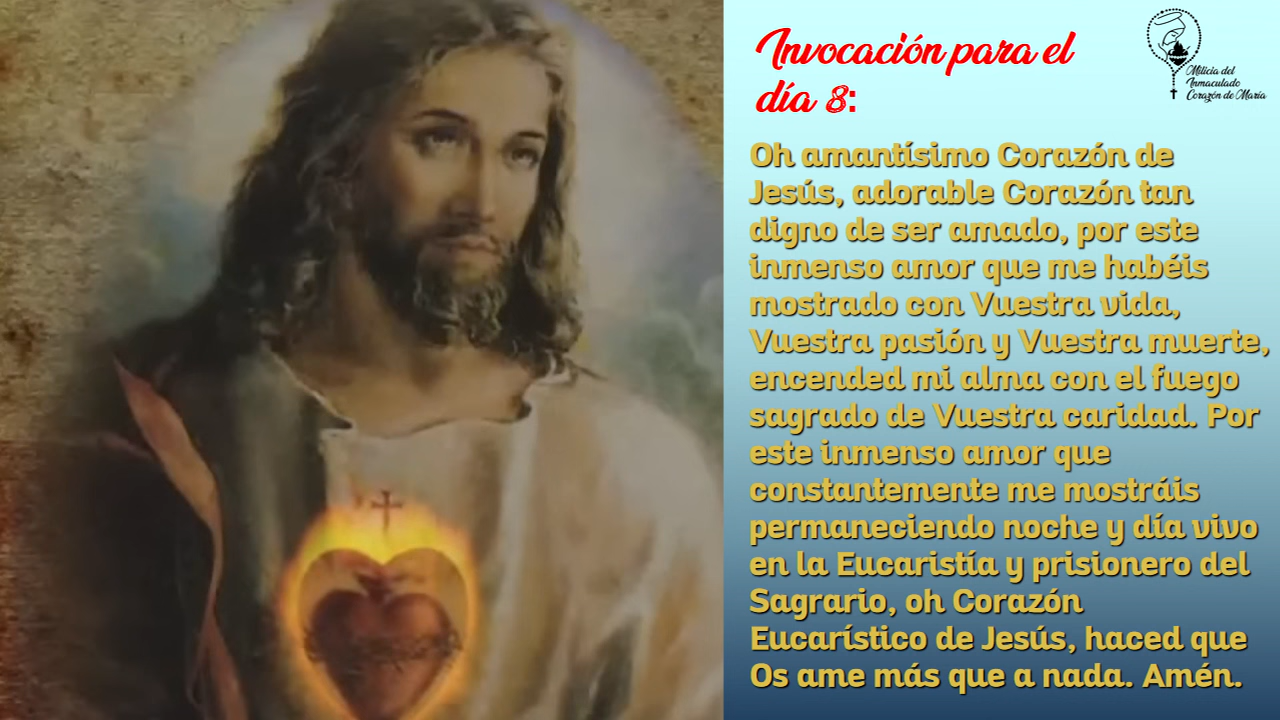 Invocación para el
día 8:
Milicia del
Inmaculado
Corazón de María
Oh amantísimo Corazón de
Jesús, adorable Corazón tan
digno de ser amado, por este
inmenso amor que me habéis
mostrado con Vuestra vida,
Vuestra pasión y Vuestra muerte,
encended mi alma con el fuego
sagrado de Vuestra caridad. Por
este inmenso amor que
constantemente me mostráis
permaneciendo noche y día vivo
en la Eucaristía y prisionero del
Sagrario, oh Corazón
Eucarístico de Jesús, haced que
Os ame más que a nada. Amén.